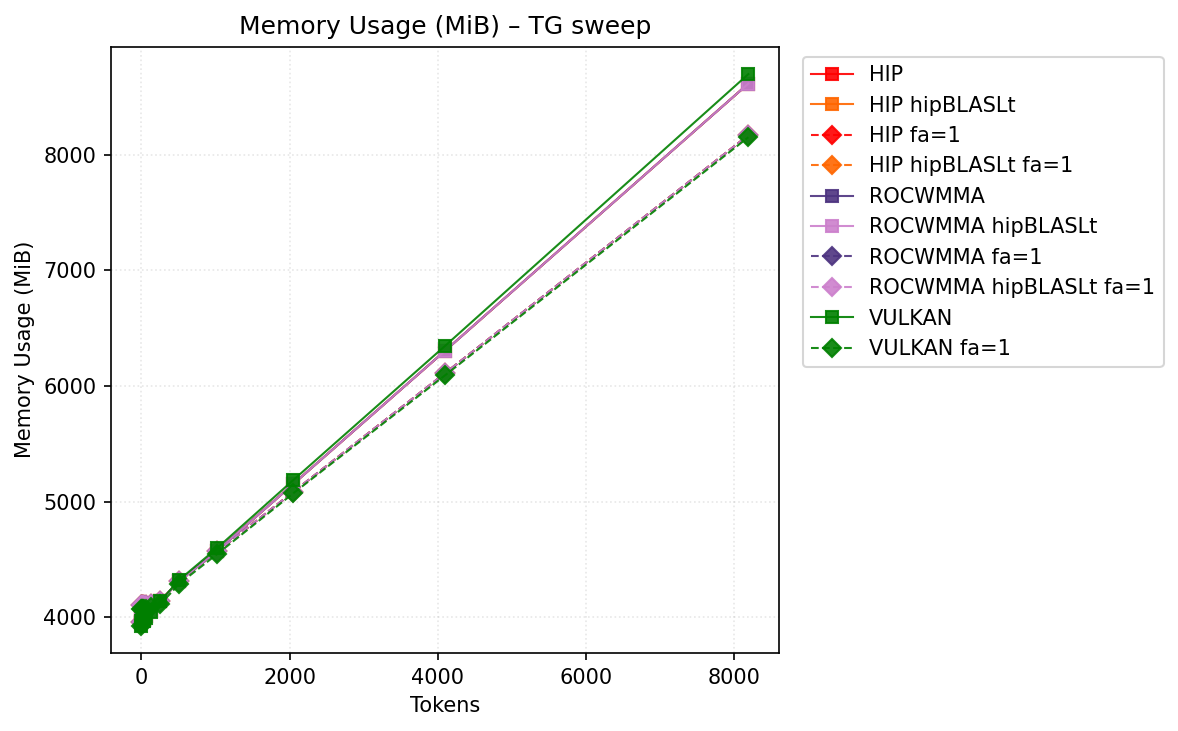 Memory Usage (MiB) – TG sweep
Memory Usage (MiB)
8000
7000
6000
5000
4000
0
2000
4000
6000
8000
Tokens
HIP
HIP hipBLASLt
HIP fa=1
HIP hipBLASLt fa=1
ROCWMMA
ROCWMMA hipBLASLt
ROCWMMA fa=1
ROCWMMA hipBLASLt fa=1
VULKAN
VULKAN fa=1